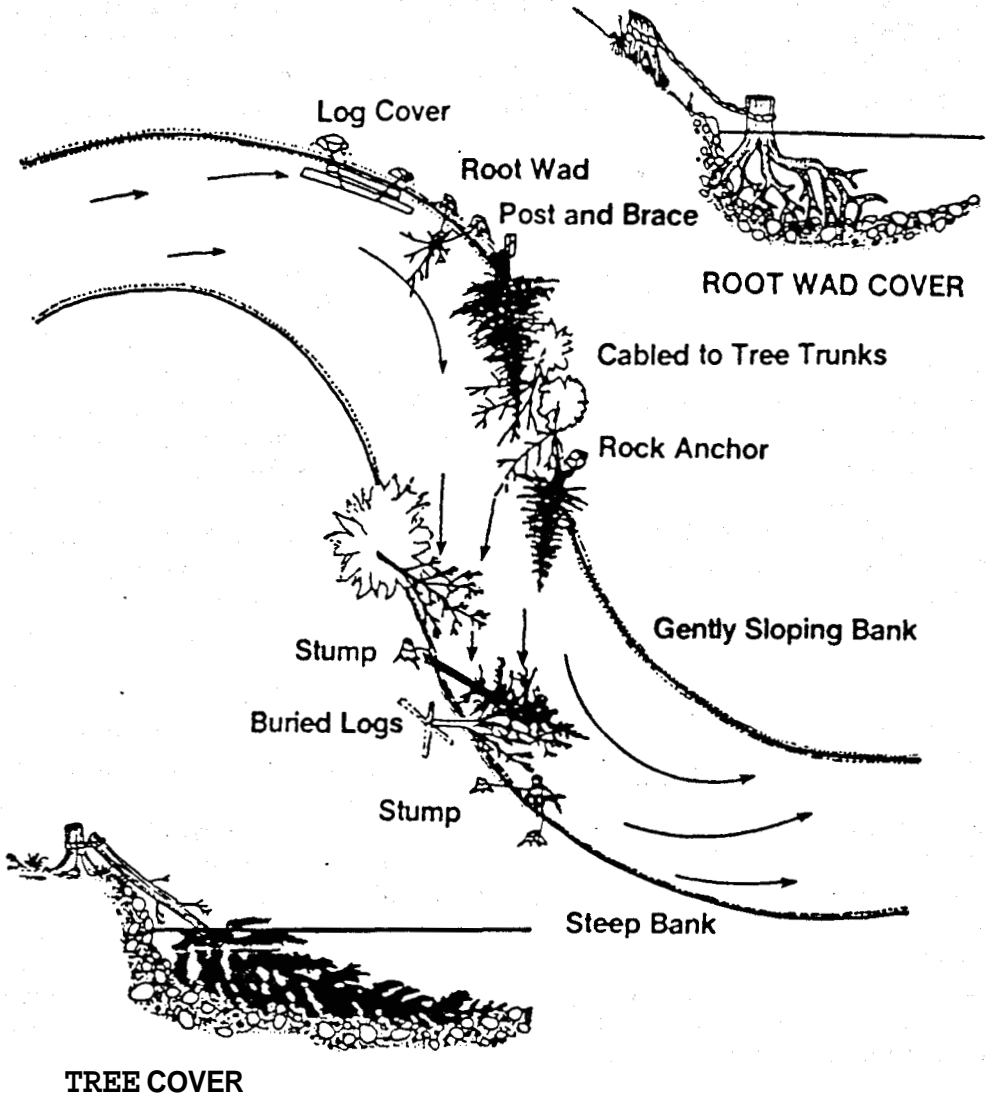 Log Cover
Root Wad
Post and Brace
ROOT WAD COVER
Cabled to Tree Trunks
Rock Anchor
Gently Sloping Bank
Stump
Buried Logs
Stump
Steep Bank
TREE COVER